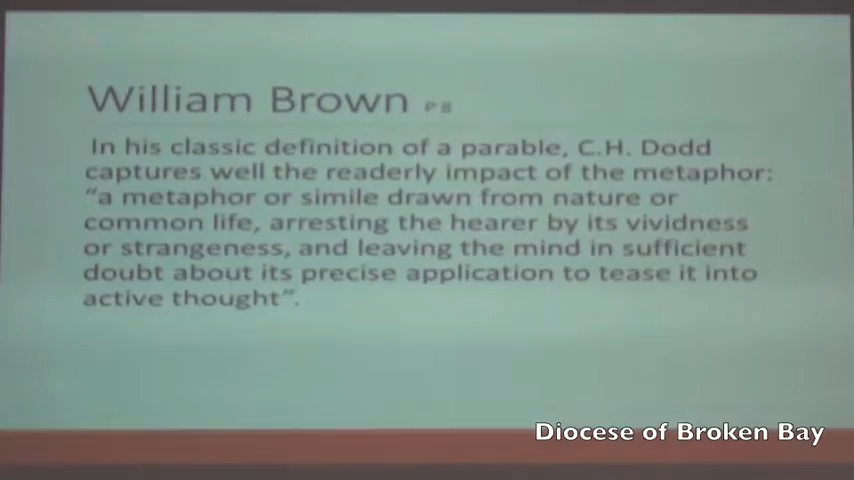 William Brown P 8
In his classic definition of a parable, C.H. Dodd
captures well the readerly impact of the metaphor:
“a metaphor or simile drawn from nature or
common life, arresting the hearer by its vividness
or strangeness, and leaving the mind in sufficient
doubt about its precise application to tease it into
active thought”.
Diocese of Broken Bay